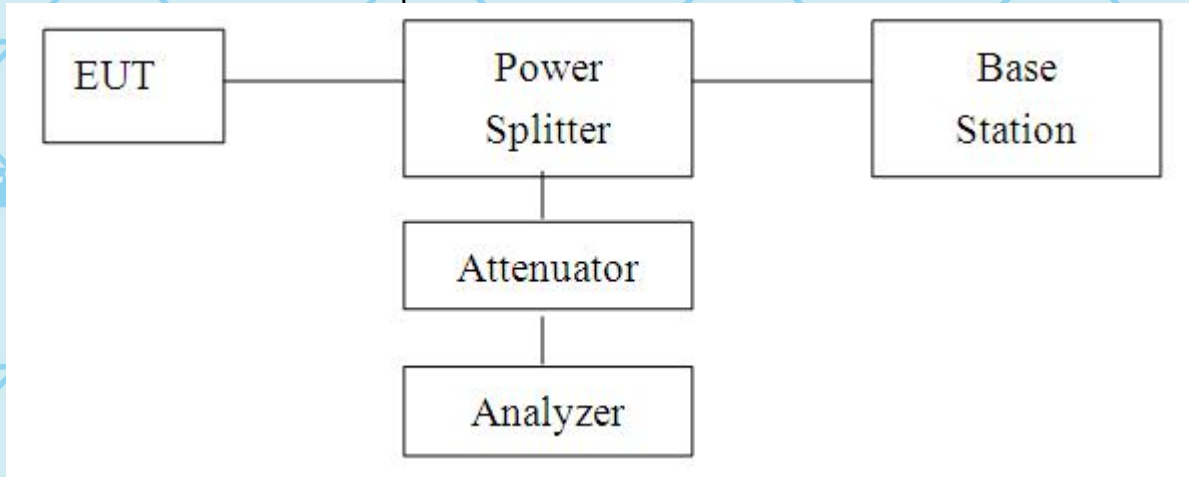 EUT
Power
Splitter
Base
Station
Attenuator
Analyzer